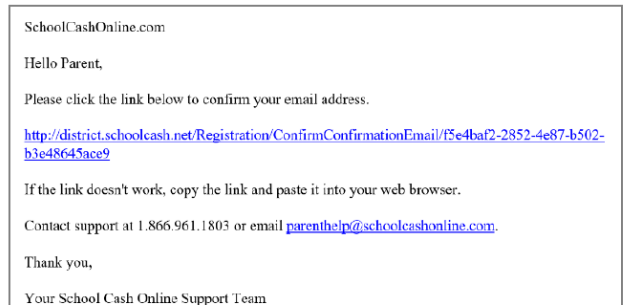 SchoolCashOnline.com
Hello Parent,
Please click the link below to confirm your email address.
http://district.schoolcash.net/Registration/ConfirmConfirmationEmail/f5e4baf2-2852-4e87-b502-
b3e48645ace9
If the link doesn't work, copy the link and paste it into your web browser.
Contact support at 1.866.961.1803 or email parenthelp@schoolcashonline.com.
Thank you,
Your School Cash Online Support Team